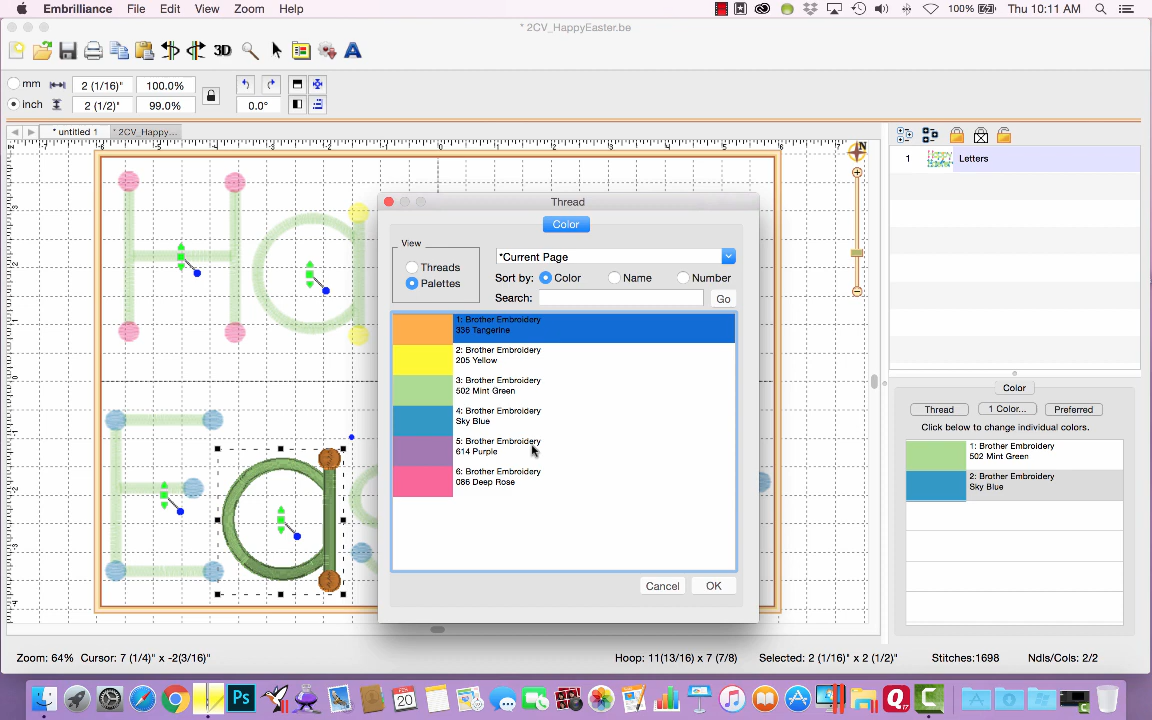 Embrilliance File Edit View Zoom Help 100% Thu 10:11 AM
* 2CV_HappyEaster.be
3D A
mm 2 (1/16)" 100.0%
inch 2 (1/2)" 99.0% 0.0°
* untitled 1 * 2CV_Happy...
N
1 Letters
Ha
Ea
Thread
Color
View
Threads
Palettes
*Current Page
Sort by: Color Name Number
Search: Go
1: Brother Embroidery
336 Tangerine
2: Brother Embroidery
205 Yellow
3: Brother Embroidery
502 Mint Green
4: Brother Embroidery
Sky Blue
5: Brother Embroidery
614 Purple
6: Brother Embroidery
086 Deep Rose
Cancel OK
Color
Thread 1 Color... Preferred
Click below to change individual colors.
1: Brother Embroidery
502 Mint Green
2: Brother Embroidery
Sky Blue
Zoom: 64% Cursor: 7 (1/4)" x -2(3/16)" Hoop: 11(13/16) x 7 (7/8) Selected: 2 (1/16)" x 2 (1/2)" Stitches:1698 Ndls/Cols: 2/2
Ps 20 Q C